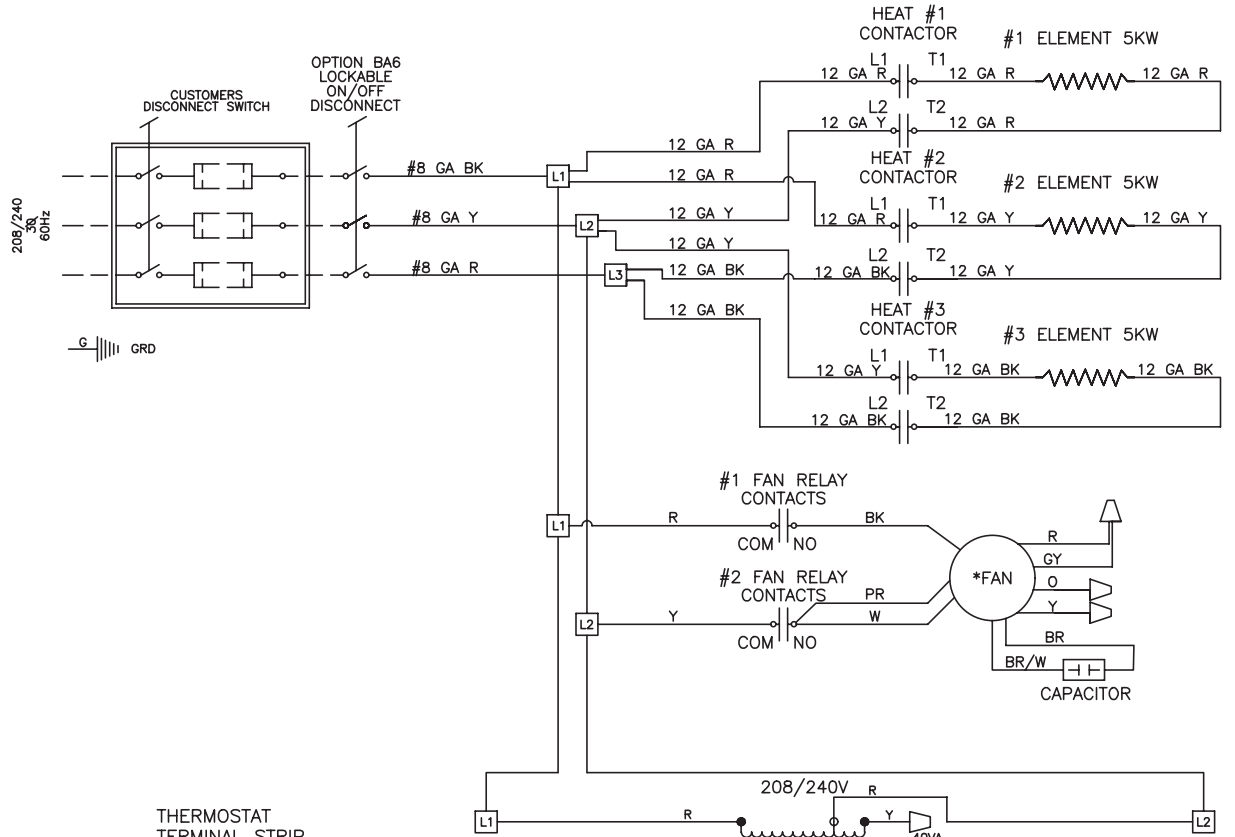 HEAT #1
CONTACTOR
#1 ELEMENT 5KW
L1 T1
12 GA R 12 GA R 12 GA R
L2 T2
12 GA Y 12 GA R
OPTION BA6
LOCKABLE
ON/OFF
DISCONNECT
CUSTOMERS
DISCONNECT SWITCH
12 GA R
#8 GA BK
L1
12 GA R
HEAT #2
CONTACTOR
#2 ELEMENT 5KW
L1 T1
12 GA R 12 GA Y 12 GA Y
208/240
30
60Hz
#8 GA Y
L2
12 GA Y
12 GA Y
L2 T2
12 GA BK 12 GA Y
#8 GA R
L3
12 GA BK
12 GA BK
HEAT #3
CONTACTOR
#3 ELEMENT 5KW
G GRD
L1 T1
12 GA Y 12 GA BK 12 GA BK
L2 T2
12 GA BK 12 GA BK
#1 FAN RELAY
CONTACTS
L1 R BK
COM NO
R
GY
*FAN
#2 FAN RELAY
CONTACTS
PR
O
L2 Y W
Y
COM NO
BR
BR/W
CAPACITOR
208/240V
R
THERMOSTAT
TERMINAL STRIP
L1 R Y L2
40VA